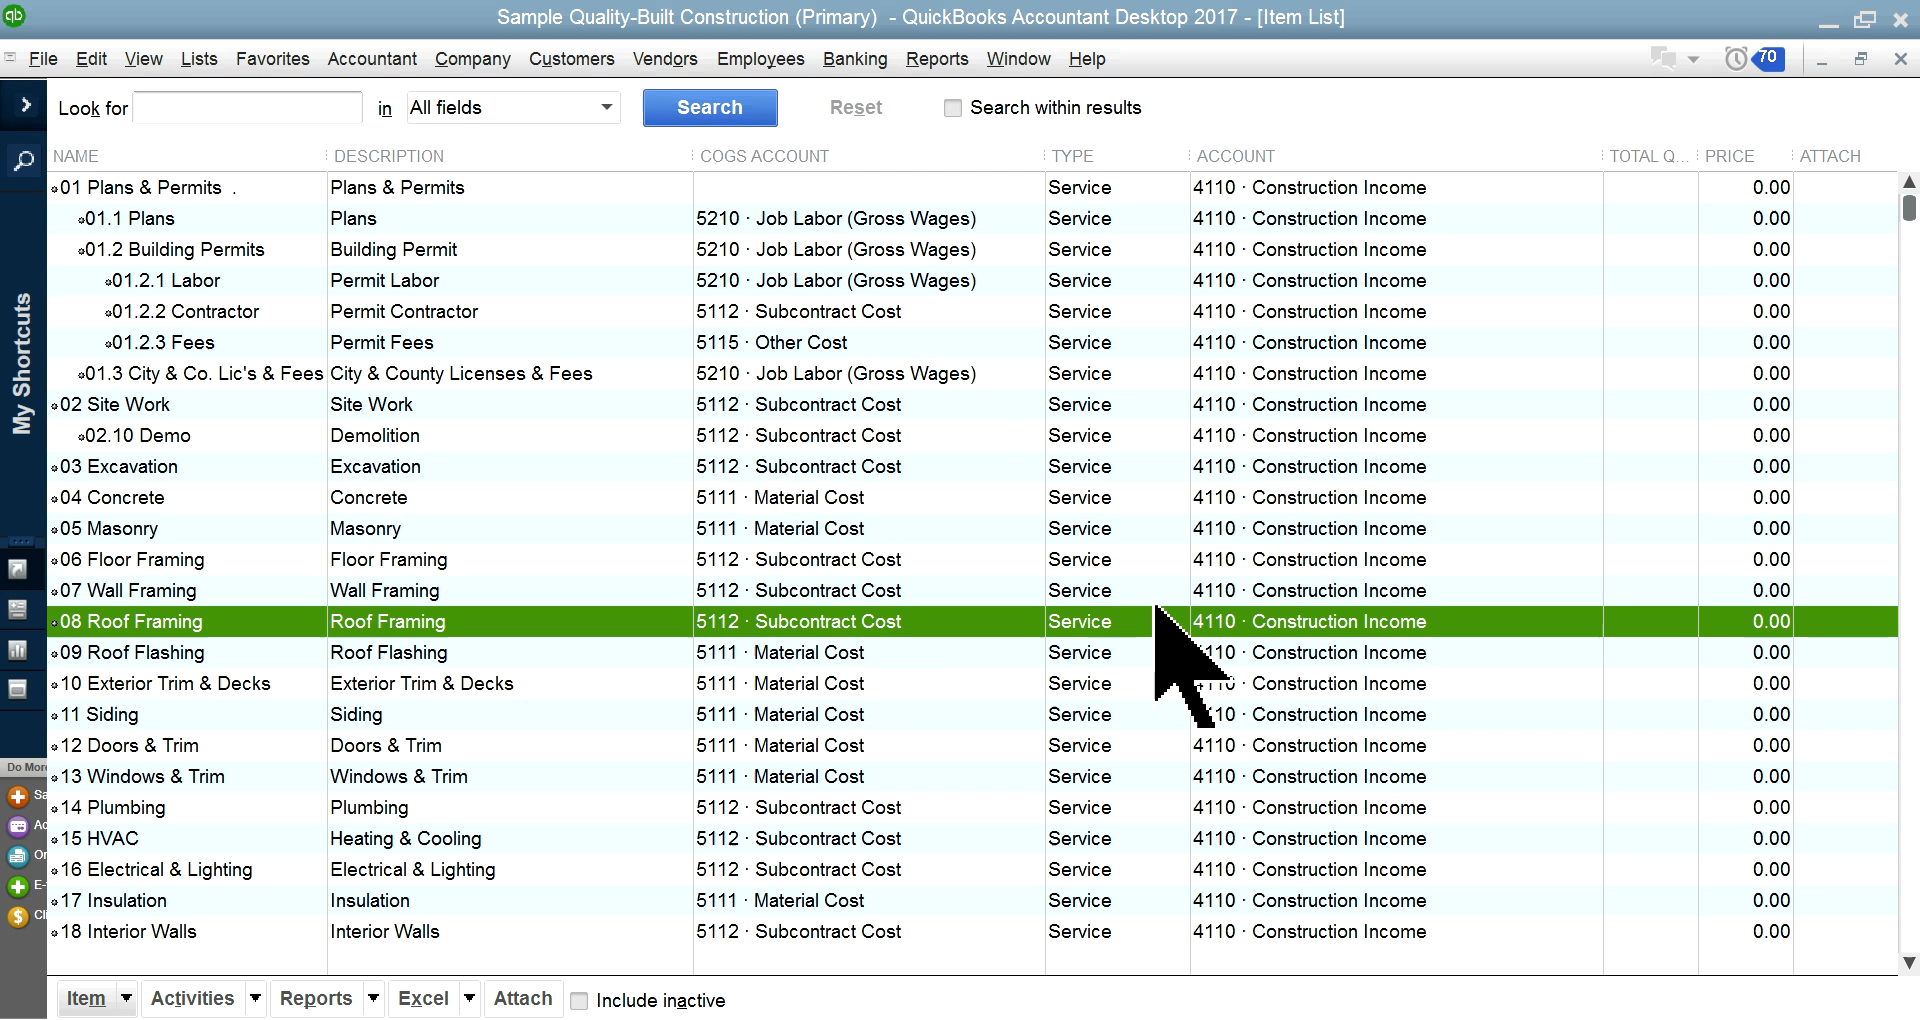 qb Sample Quality-Built Construction (Primary) - QuickBooks Accountant Desktop 2017 - [Item List]
File Edit View Lists Favorites Accountant Company Customers Vendors Employees Banking Reports Window Help 70
Look for in All fields Search Reset Search within results
NAME DESCRIPTION COGS ACCOUNT TYPE ACCOUNT TOTAL Q... PRICE ATTACH
01 Plans & Permits . Plans & Permits Service 4110 · Construction Income 0.00
01.1 Plans Plans 5210 · Job Labor (Gross Wages) Service 4110 · Construction Income 0.00
01.2 Building Permits Building Permit 5210 · Job Labor (Gross Wages) Service 4110 · Construction Income 0.00
01.2.1 Labor Permit Labor 5210 · Job Labor (Gross Wages) Service 4110 · Construction Income 0.00
01.2.2 Contractor Permit Contractor 5112 · Subcontract Cost Service 4110 · Construction Income 0.00
01.2.3 Fees Permit Fees 5115 · Other Cost Service 4110 · Construction Income 0.00
01.3 City & Co. Lic's & Fees City & County Licenses & Fees 5210 · Job Labor (Gross Wages) Service 4110 · Construction Income 0.00
02 Site Work Site Work 5112 · Subcontract Cost Service 4110 · Construction Income 0.00
02.10 Demo Demolition 5112 · Subcontract Cost Service 4110 · Construction Income 0.00
03 Excavation Excavation 5112 · Subcontract Cost Service 4110 · Construction Income 0.00
04 Concrete Concrete 5111 · Material Cost Service 4110 · Construction Income 0.00
05 Masonry Masonry 5111 · Material Cost Service 4110 · Construction Income 0.00
06 Floor Framing Floor Framing 5112 · Subcontract Cost Service 4110 · Construction Income 0.00
07 Wall Framing Wall Framing 5112 · Subcontract Cost Service 4110 · Construction Income 0.00
08 Roof Framing Roof Framing 5112 · Subcontract Cost Service 4110 · Construction Income 0.00
09 Roof Flashing Roof Flashing 5111 · Material Cost Service 110 · Construction Income 0.00
10 Exterior Trim & Decks Exterior Trim & Decks 5111 · Material Cost Service · Construction Income 0.00
11 Siding Siding 5111 · Material Cost Service 10 · Construction Income 0.00
12 Doors & Trim Doors & Trim 5111 · Material Cost Service 4110 · Construction Income 0.00
13 Windows & Trim Windows & Trim 5111 · Material Cost Service 4110 · Construction Income 0.00
14 Plumbing Plumbing 5112 · Subcontract Cost Service 4110 · Construction Income 0.00
15 HVAC Heating & Cooling 5112 · Subcontract Cost Service 4110 · Construction Income 0.00
16 Electrical & Lighting Electrical & Lighting 5112 · Subcontract Cost Service 4110 · Construction Income 0.00
17 Insulation Insulation 5111 · Material Cost Service 4110 · Construction Income 0.00
18 Interior Walls Interior Walls 5112 · Subcontract Cost Service 4110 · Construction Income 0.00
Item Activities Reports Excel Attach Include inactive
My Shortcuts
Do More